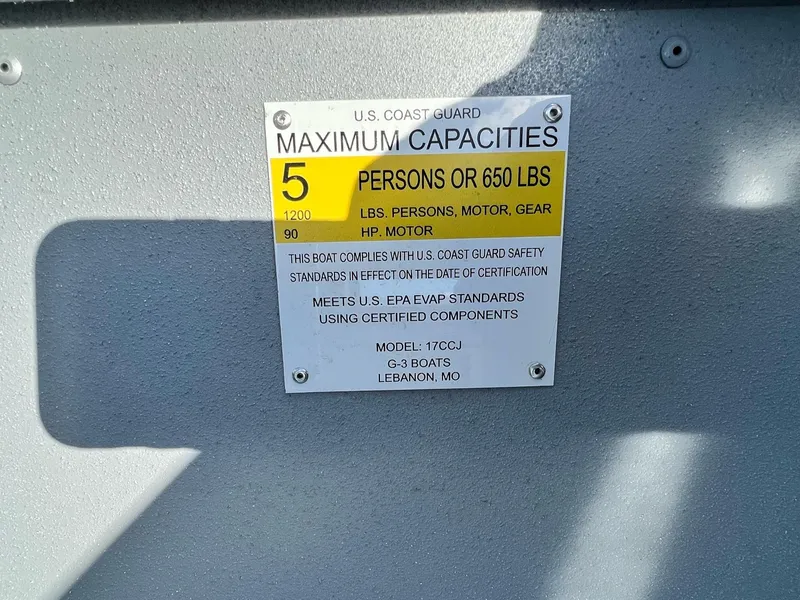 U.S. COAST GUARD
MAXIMUM CAPACITIES
5 PERSONS OR 650 LBS
1200 LBS. PERSONS, MOTOR, GEAR
90 HP. MOTOR
THIS BOAT COMPLIES WITH U.S. COAST GUARD SAFETY
STANDARDS IN EFFECT ON THE DATE OF CERTIFICATION
MEETS U.S. EPA EVAP STANDARDS
USING CERTIFIED COMPONENTS
MODEL: 17CCJ
G-3 BOATS
LEBANON, MO